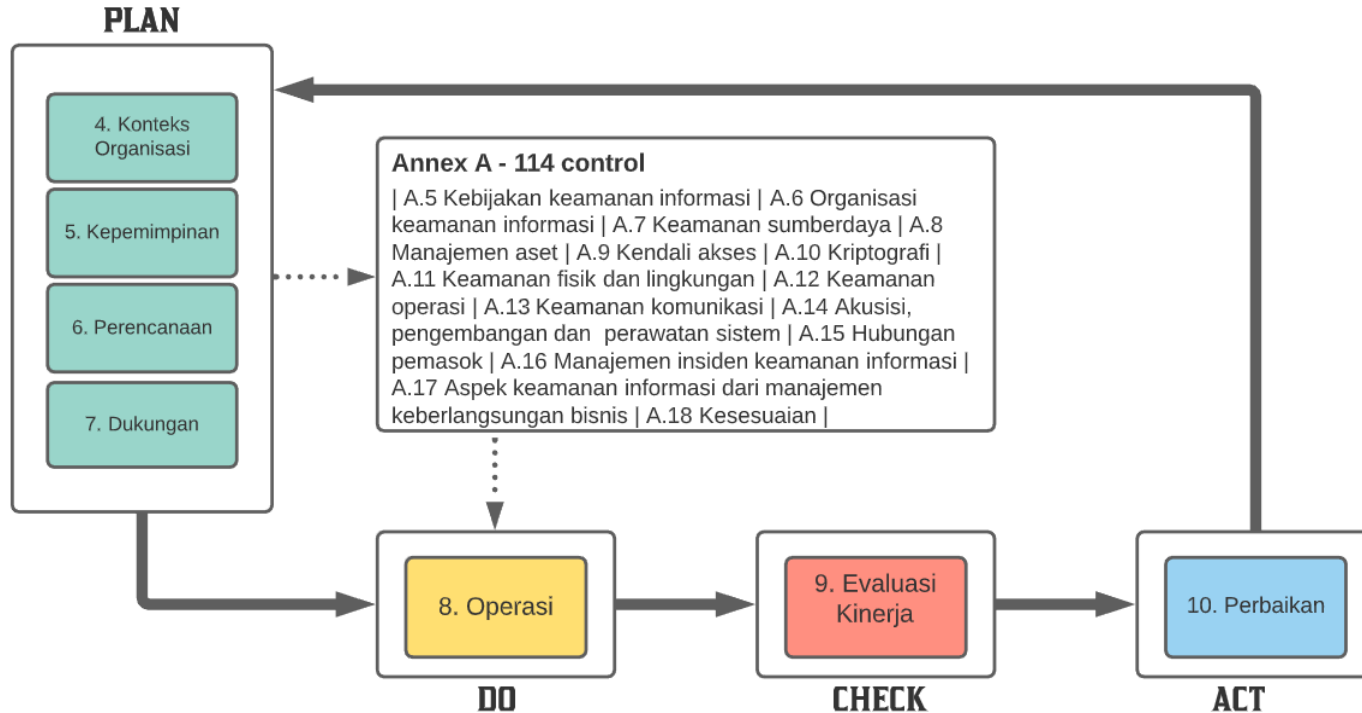 PLAN
4. Konteks
Organisasi
5. Kepemimpinan
6. Perencanaan
7. Dukungan
Annex A - 114 control
| A.5 Kebijakan keamanan informasi | A.6 Organisasi
keamanan informasi | A.7 Keamanan sumberdaya | A.8
Manajemen aset | A.9 Kendali akses | A.10 Kriptografi |
A.11 Keamanan fisik dan lingkungan | A.12 Keamanan
operasi | A.13 Keamanan komunikasi | A.14 Akusisi,
pengembangan dan  perawatan sistem | A.15 Hubungan
pemasok | A.16 Manajemen insiden keamanan informasi |
A.17 Aspek keamanan informasi dari manajemen
keberlangsungan bisnis | A.18 Kesesuaian |
8. Operasi
DO
9. Evaluasi
Kinerja
CHECK
10. Perbaikan
ACT